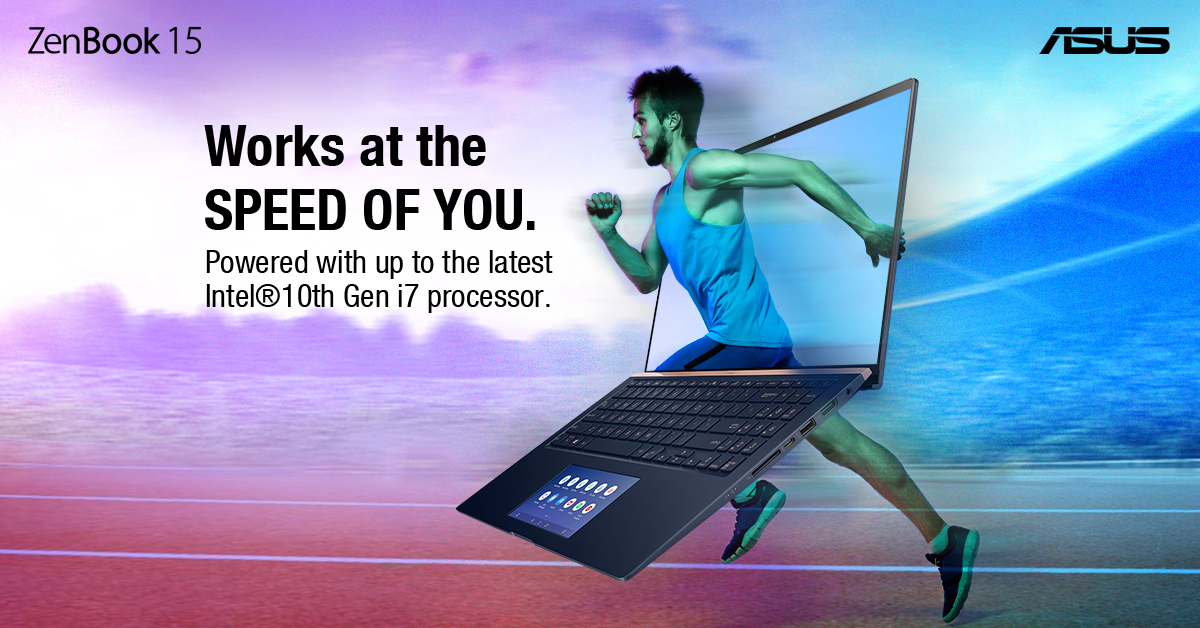 ZenBook 15
ASUS
Works at the
SPEED OF YOU.
Powered with up to the latest
Intel®10th Gen i7 processor.